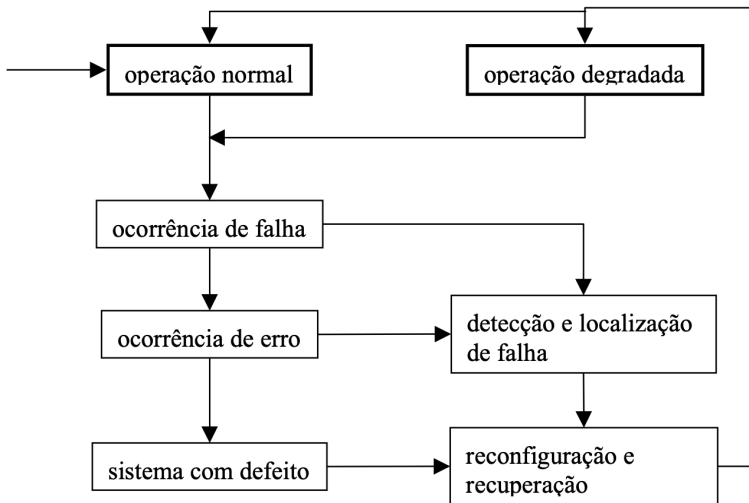 operação normal
operação degradada
ocorrência de falha
ocorrência de erro
detecção e localização
de falha
sistema com defeito
reconfiguração e
recuperação